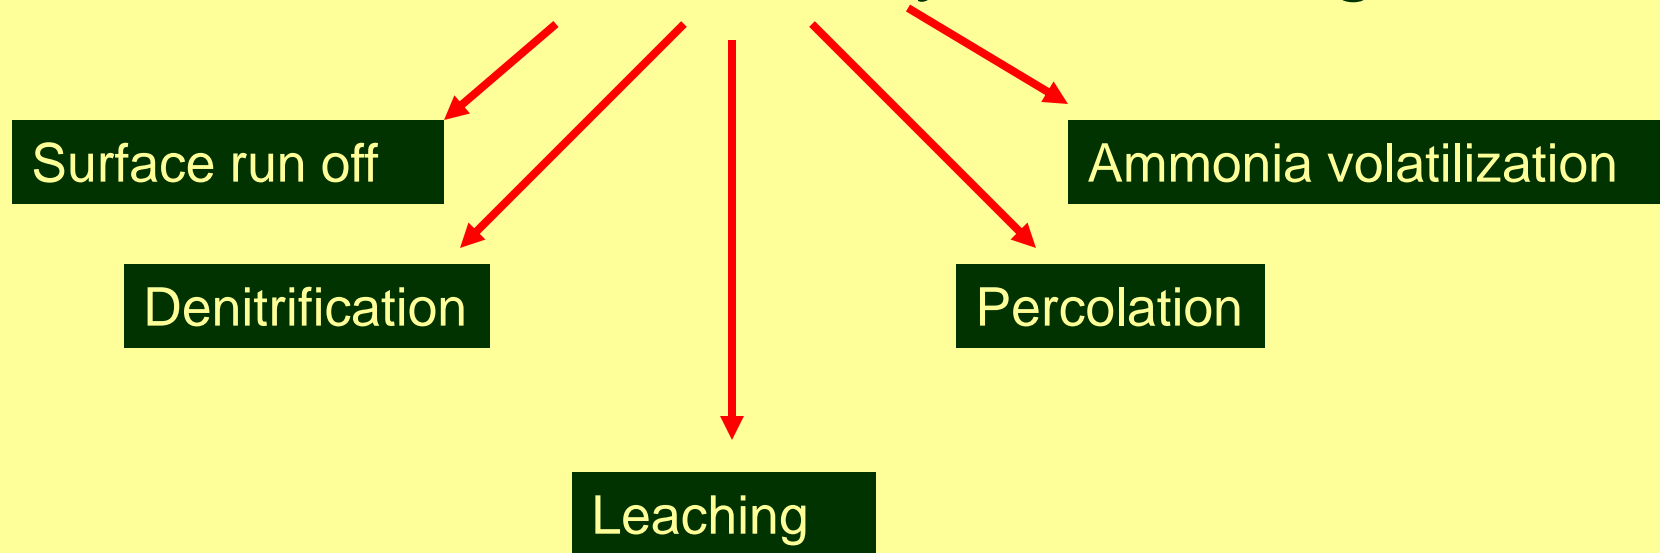 Surface run off
Ammonia volatilization
Denitrification
Percolation
Leaching